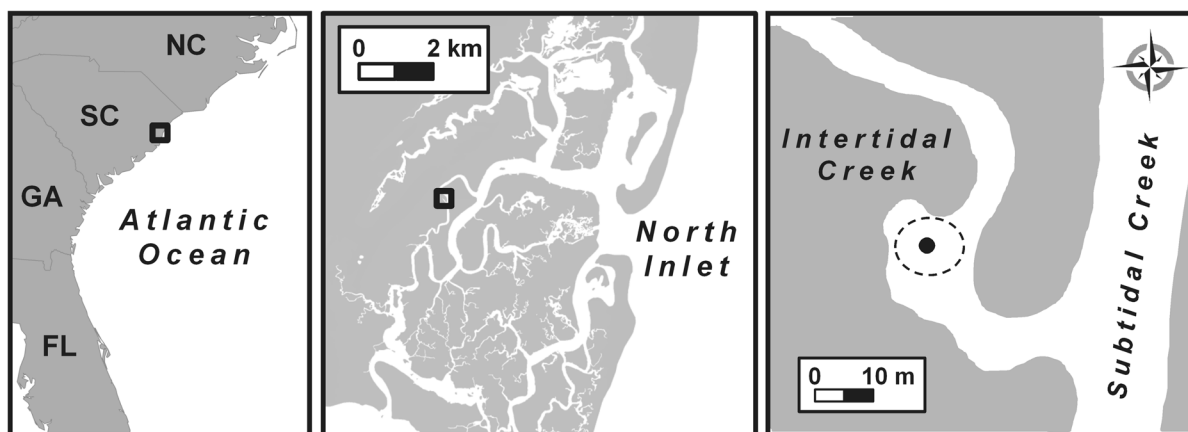 NC
SC
GA
FL
Atlantic
Ocean
0 2 km
North
Inlet
Intertidal
Creek
Subtidal Creek
0 10 m